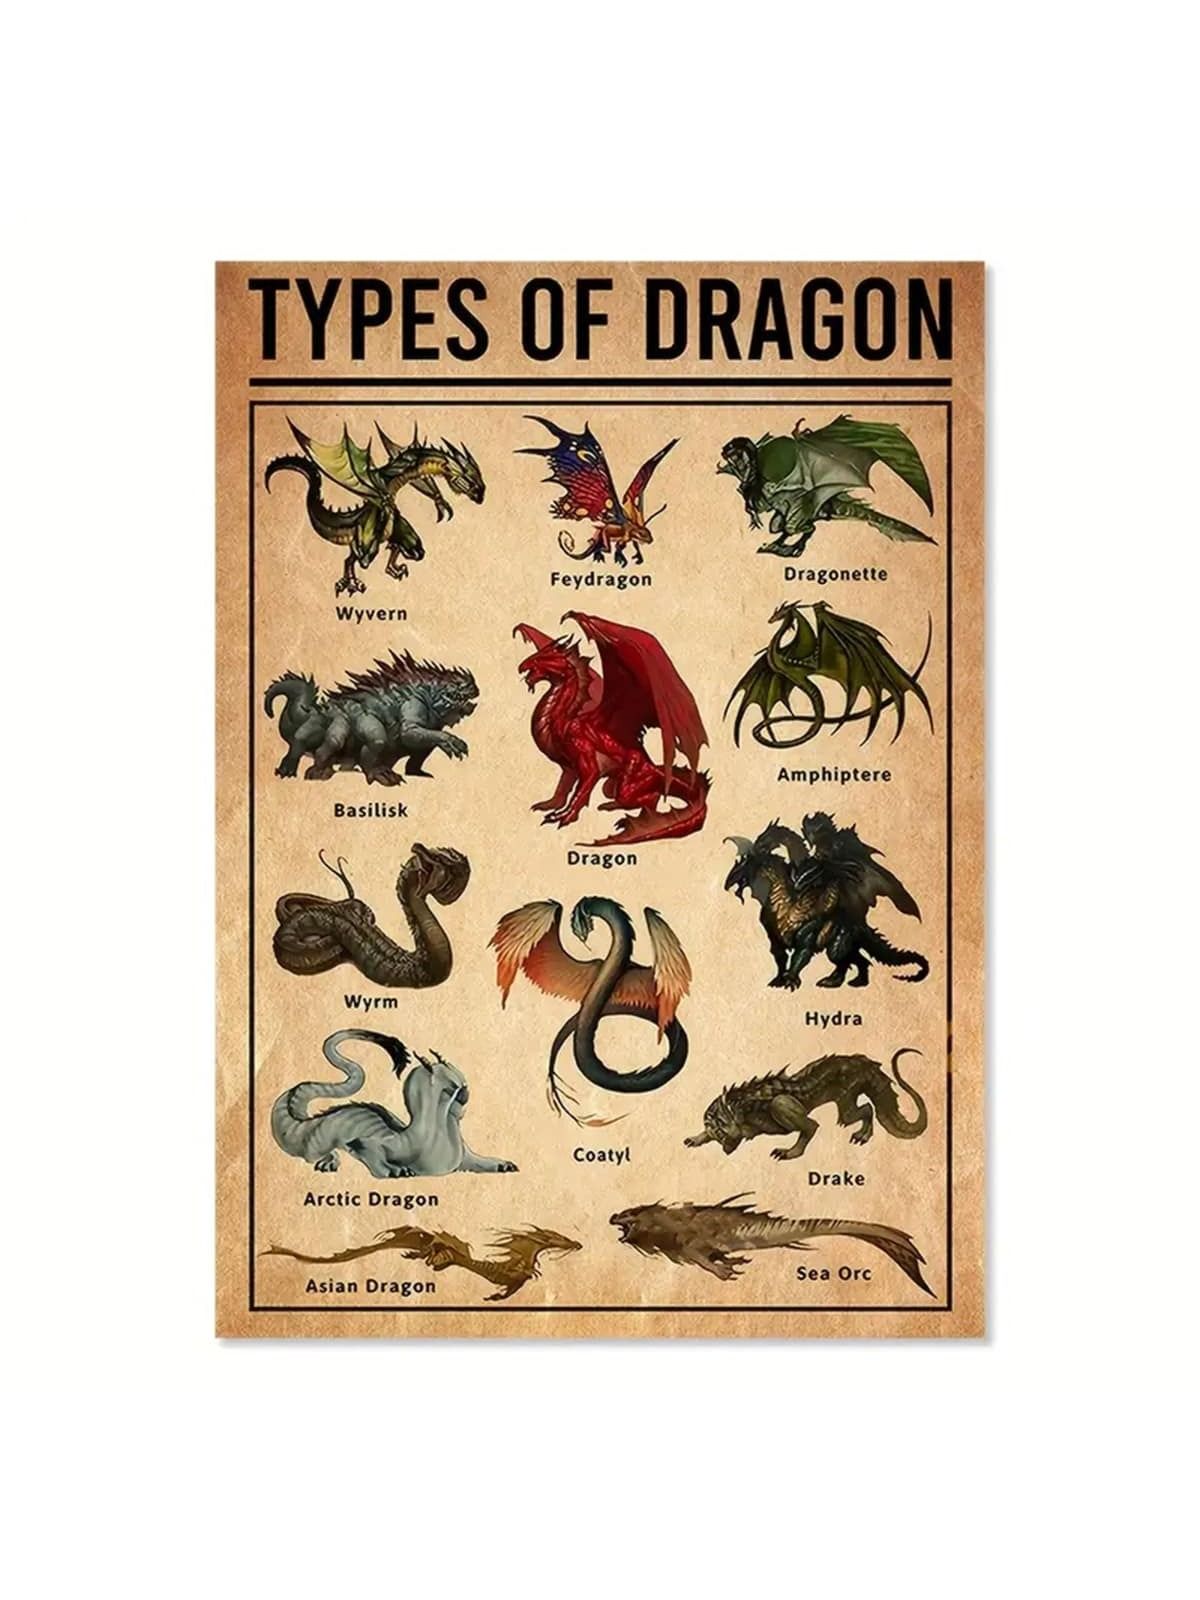 TYPES OF DRAGON
Wyvern
Feydragon
Dragonette
Basilisk
Dragon
Amphiptere
Wyrm
Coatyl
Hydra
Arctic Dragon
Drake
Asian Dragon
Sea Orc